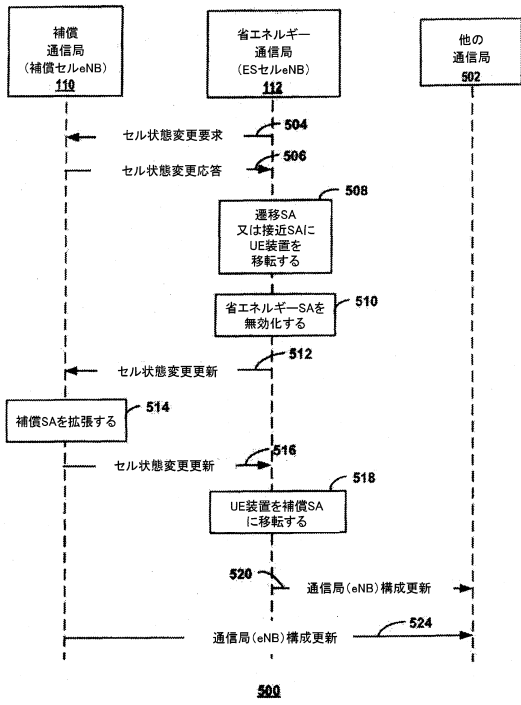 補償
通信局
(補償セルeNB)
110
省エネルギー
通信局
(ESセルeNB)
112
他の
通信局
502
セル状態変更要求
504
セル状態変更応答
506
508
遷移SA
又は接近SAに
UE装置を
移転する
省エネルギーSAを
無効化する
510
セル状態変更更新
512
補償SAを拡張する
514
セル状態変更更新
516
518
UE装置を補償SA
に移転する
520
通信局(eNB)構成更新
通信局(eNB)構成更新
524
500